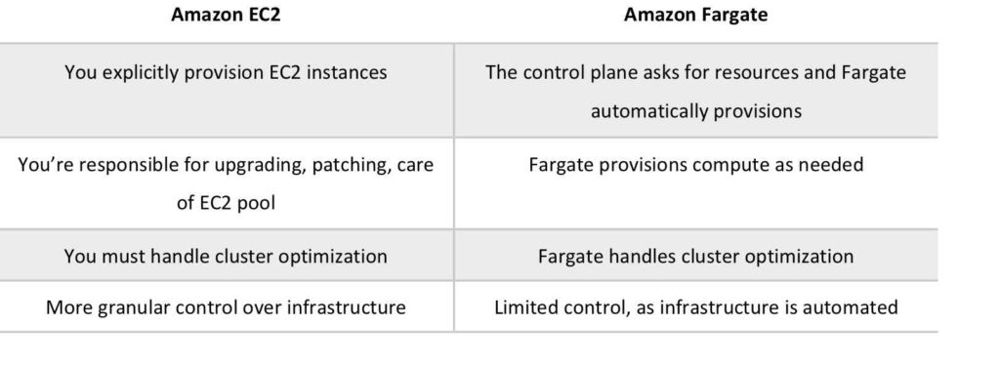 Amazon EC2
Amazon Fargate
You explicitly provision EC2 instances
The control plane asks for resources and Fargate
automatically provisions
You’re responsible for upgrading, patching, care
of EC2 pool
Fargate provisions compute as needed
You must handle cluster optimization
Fargate handles cluster optimization
More granular control over infrastructure
Limited control, as infrastructure is automated